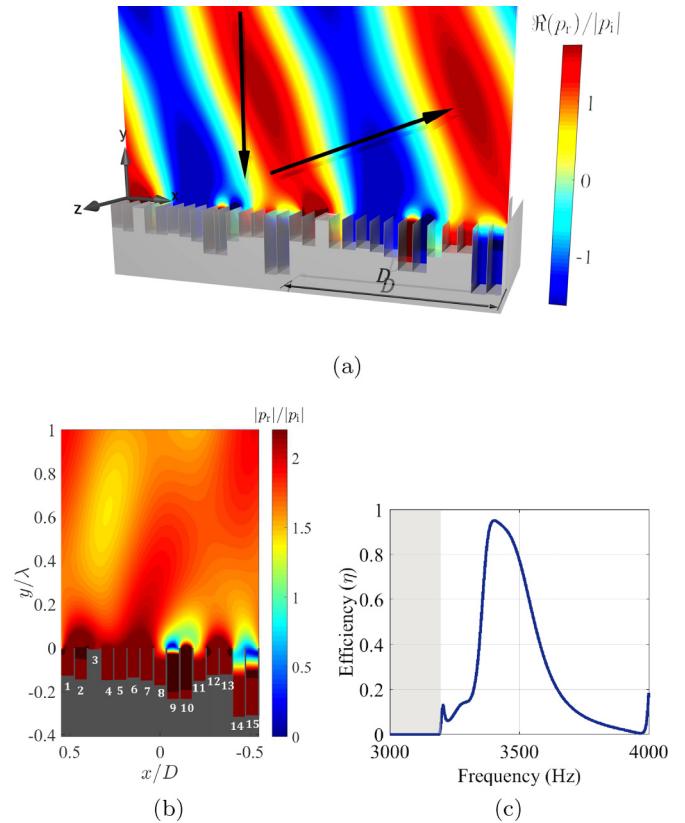 ℜ(p_r)/|p_i|
y
1
x
z
-1
D
D
(a)
|p_r|/|p_i|
1
0.8
0.6
0.4
0.2
0
-0.2
-0.4
y/λ
2
1.5
1
0.5
0
1 2 3 4 5 6 7 8 9 10 11 12 13 14 15
0.5 0 -0.5
x/D
(b)
1
0.8
0.6
0.4
0.2
0
Efficiency (η)
3000 3500 4000
Frequency (Hz)
(c)